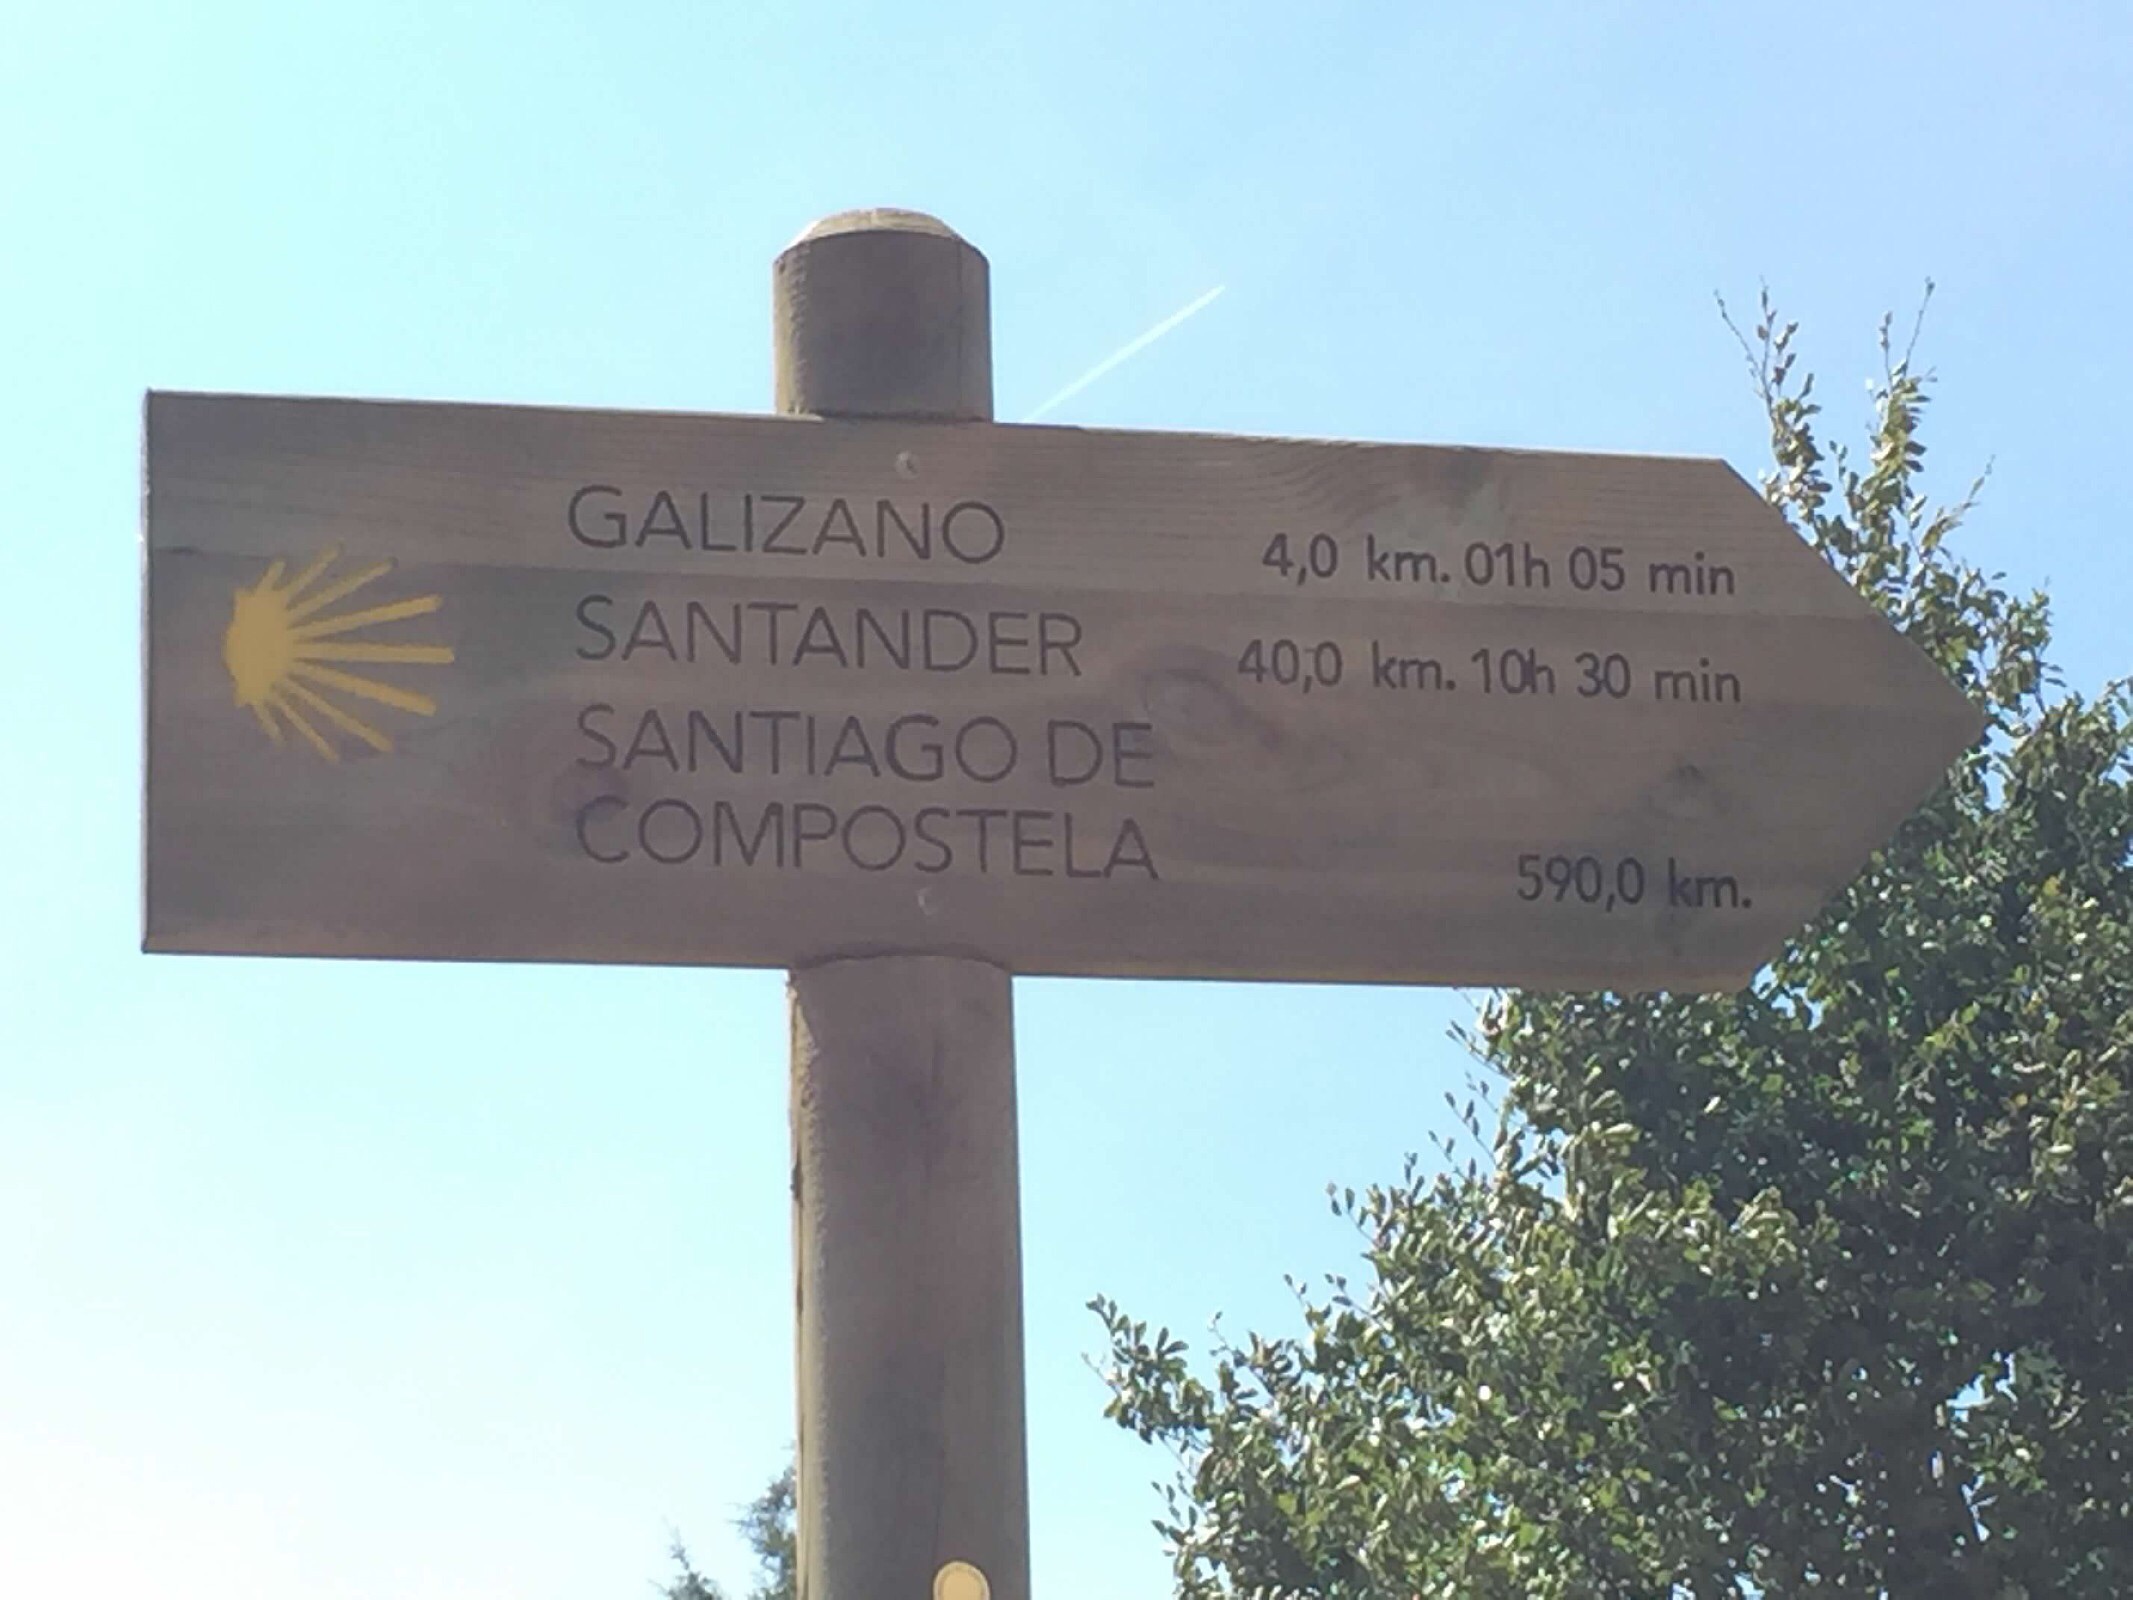 GALIZANO 4,0 km. 01h 05 min
SANTANDER 40,0 km. 10h 30 min
SANTIAGO DE
COMPOSTELA 590,0 km.